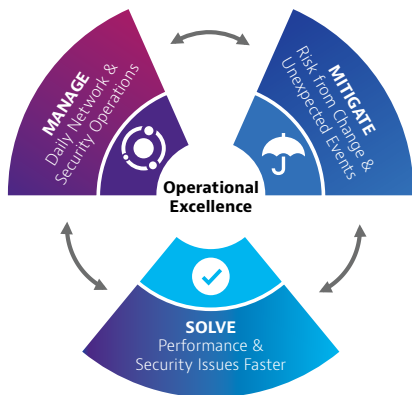 MANAGE
Daily Network &
Security Operations
MITIGATE
Risk from Change &
Unexpected Events
Operational
Excellence
SOLVE
Performance &
Security Issues Faster